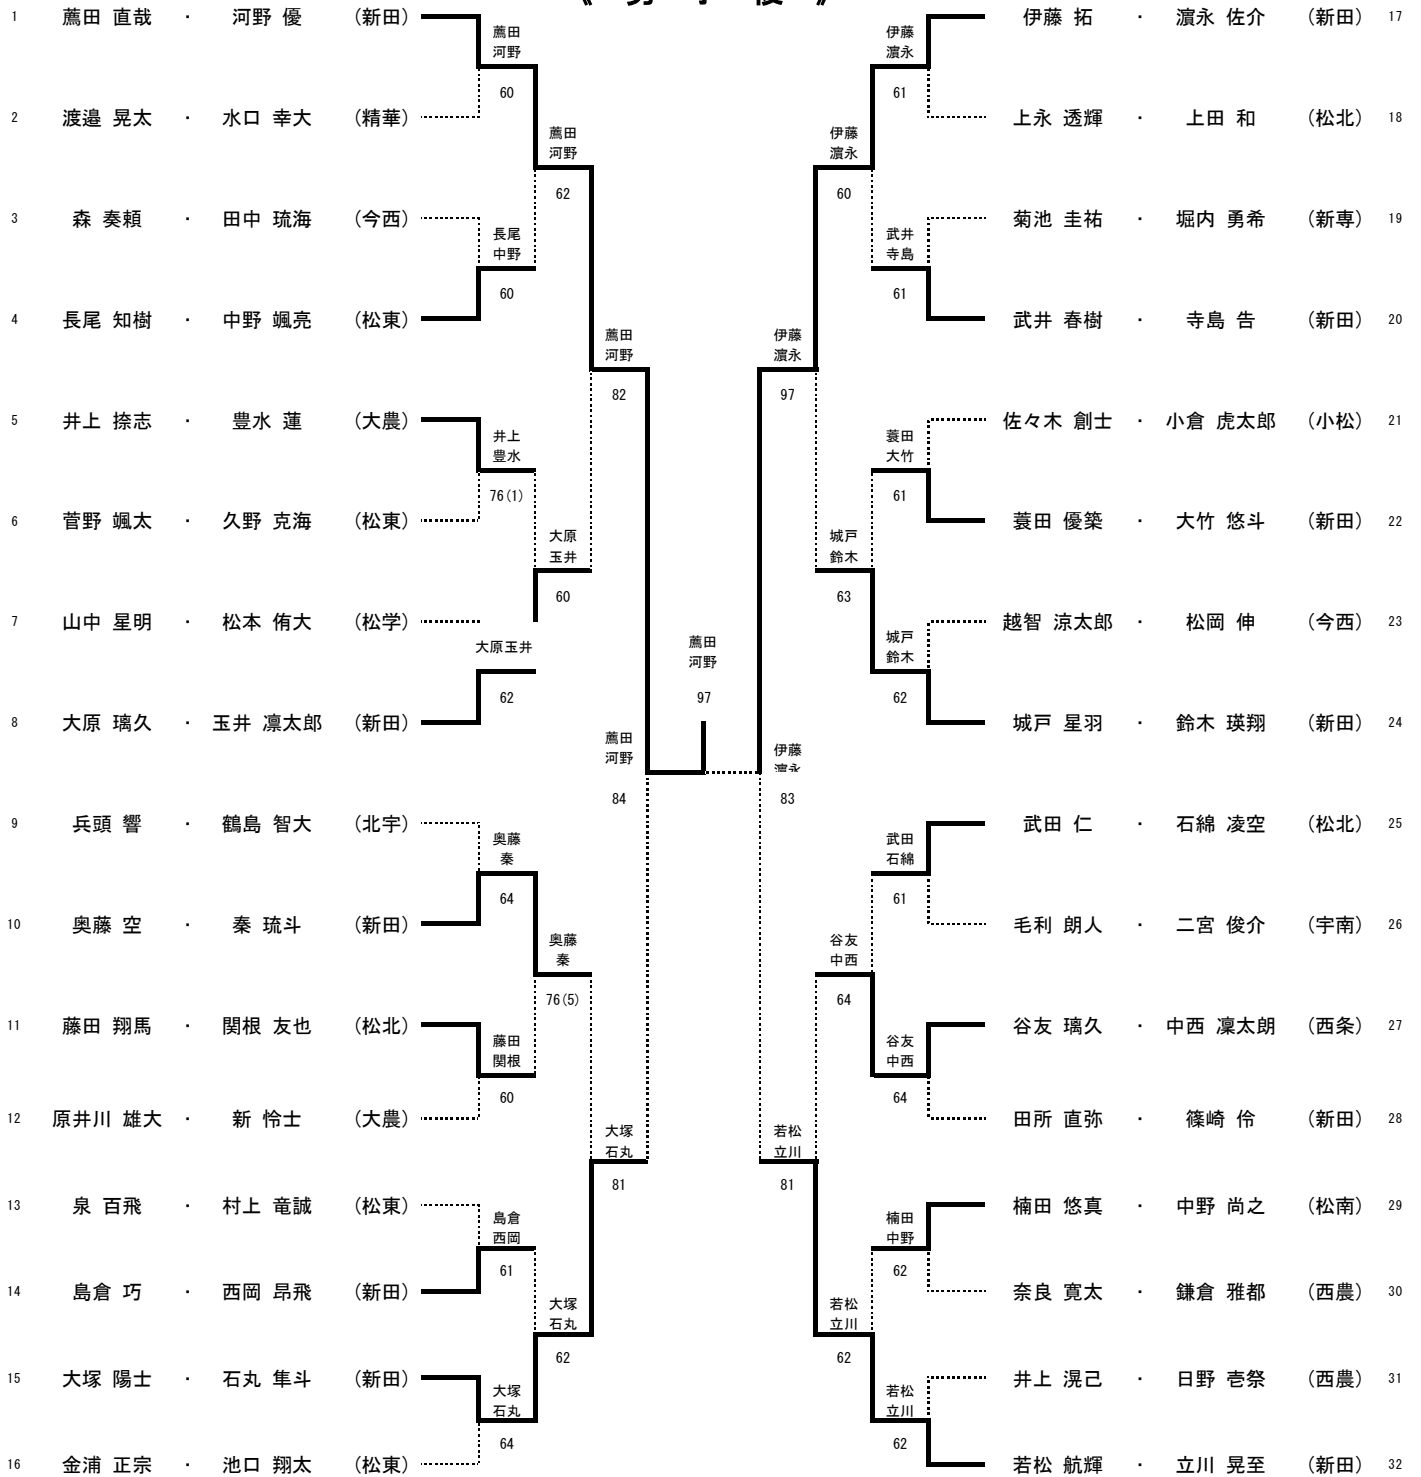 1 薦田 直哉 ・ 河野 優 (新田)
2 渡邉 晃太 ・ 水口 幸大 (精華)
3 森 奏頼 ・ 田中 琉海 (今西)
4 長尾 知樹 ・ 中野 颯亮 (松東)
5 井上 捺志 ・ 豊水 蓮 (大農)
6 菅野 颯太 ・ 久野 克海 (松東)
7 山中 星明 ・ 松本 侑大 (松学)
8 大原 璃久 ・ 玉井 凛太郎 (新田)
9 兵頭 響 ・ 鶴島 智大 (北宇)
10 奥藤 空 ・ 秦 琉斗 (新田)
11 藤田 翔馬 ・ 関根 友也 (松北)
12 原井川 雄大 ・ 新 怜士 (大農)
13 泉 百飛 ・ 村上 竜誠 (松東)
14 島倉 巧 ・ 西岡 昂飛 (新田)
15 大塚 陽士 ・ 石丸 隼斗 (新田)
16 金浦 正宗 ・ 池口 翔太 (松東)
薦田
河野
60
長尾
中野
60
井上
豊水
76(1)
大原玉井
62
奥藤
秦
64
藤田
関根
60
島倉
西岡
61
大塚
石丸
64
薦田
河野
62
大原
玉井
60
奥藤
秦
76(5)
大塚
石丸
62
薦田
河野
82
大塚
石丸
81
薦田
河野
84
薦田
河野
97
伊藤
濵永
83
伊藤
濵永
97
若松
立川
81
伊藤
濵永
60
城戸
鈴木
63
谷友
中西
64
若松
立川
62
伊藤
濵永
61
武井
寺島
61
蓑田
大竹
61
城戸
鈴木
62
武田
石綿
61
谷友
中西
64
楠田
中野
62
若松
立川
62
伊藤 拓 ・ 濵永 佐介 (新田) 17
上永 透輝 ・ 上田 和 (松北) 18
菊池 圭祐 ・ 堀内 勇希 (新専) 19
武井 春樹 ・ 寺島 告 (新田) 20
佐々木 創士 ・ 小倉 虎太郎 (小松) 21
蓑田 優築 ・ 大竹 悠斗 (新田) 22
越智 涼太郎 ・ 松岡 伸 (今西) 23
城戸 星羽 ・ 鈴木 瑛翔 (新田) 24
武田 仁 ・ 石綿 凌空 (松北) 25
毛利 朗人 ・ 二宮 俊介 (宇南) 26
谷友 璃久 ・ 中西 凜太朗 (西条) 27
田所 直弥 ・ 篠崎 伶 (新田) 28
楠田 悠真 ・ 中野 尚之 (松南) 29
奈良 寛太 ・ 鎌倉 雅都 (西農) 30
井上 滉己 ・ 日野 壱祭 (西農) 31
若松 航輝 ・ 立川 晃至 (新田) 32